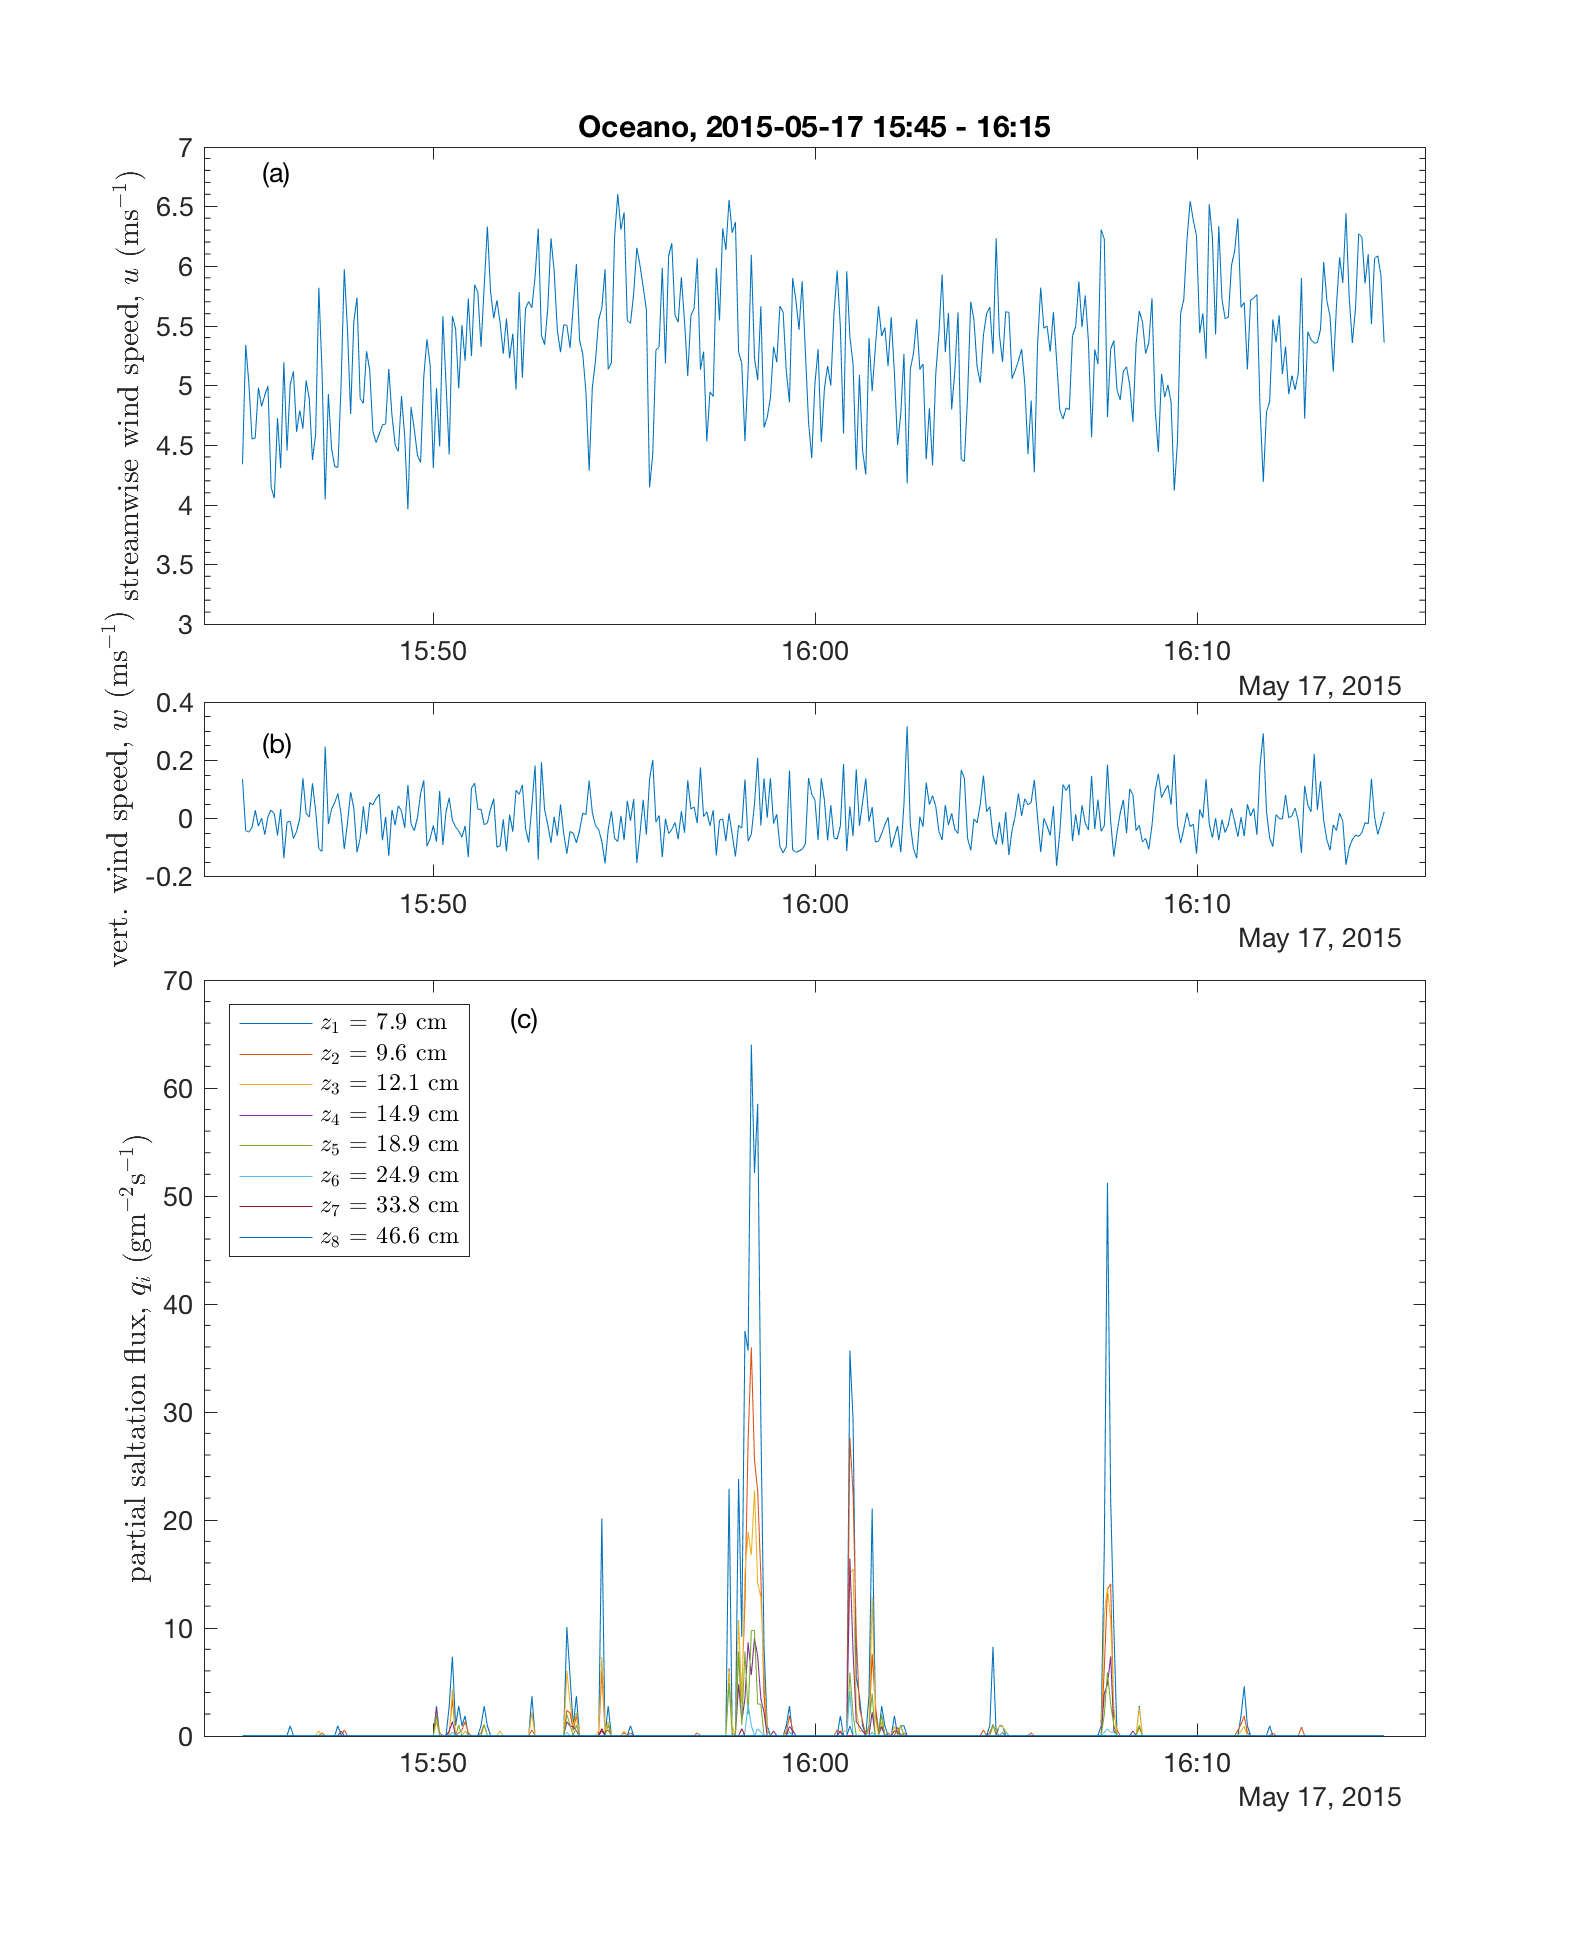 Oceano, 2015-05-17 15:45 - 16:15
(a)
streamwise wind speed, u (ms⁻¹)
7
6.5
6
5.5
5
4.5
4
3.5
3
15:50 16:00 16:10
May 17, 2015
(b)
vert. wind speed, w (ms⁻¹)
0.4
0.2
0
-0.2
15:50 16:00 16:10
May 17, 2015
(c)
partial saltation flux, qᵢ (gm⁻²s⁻¹)
70
60
50
40
30
20
10
0
z₁ = 7.9 cm
z₂ = 9.6 cm
z₃ = 12.1 cm
z₄ = 14.9 cm
z₅ = 18.9 cm
z₆ = 24.9 cm
z₇ = 33.8 cm
z₈ = 46.6 cm
15:50 16:00 16:10
May 17, 2015